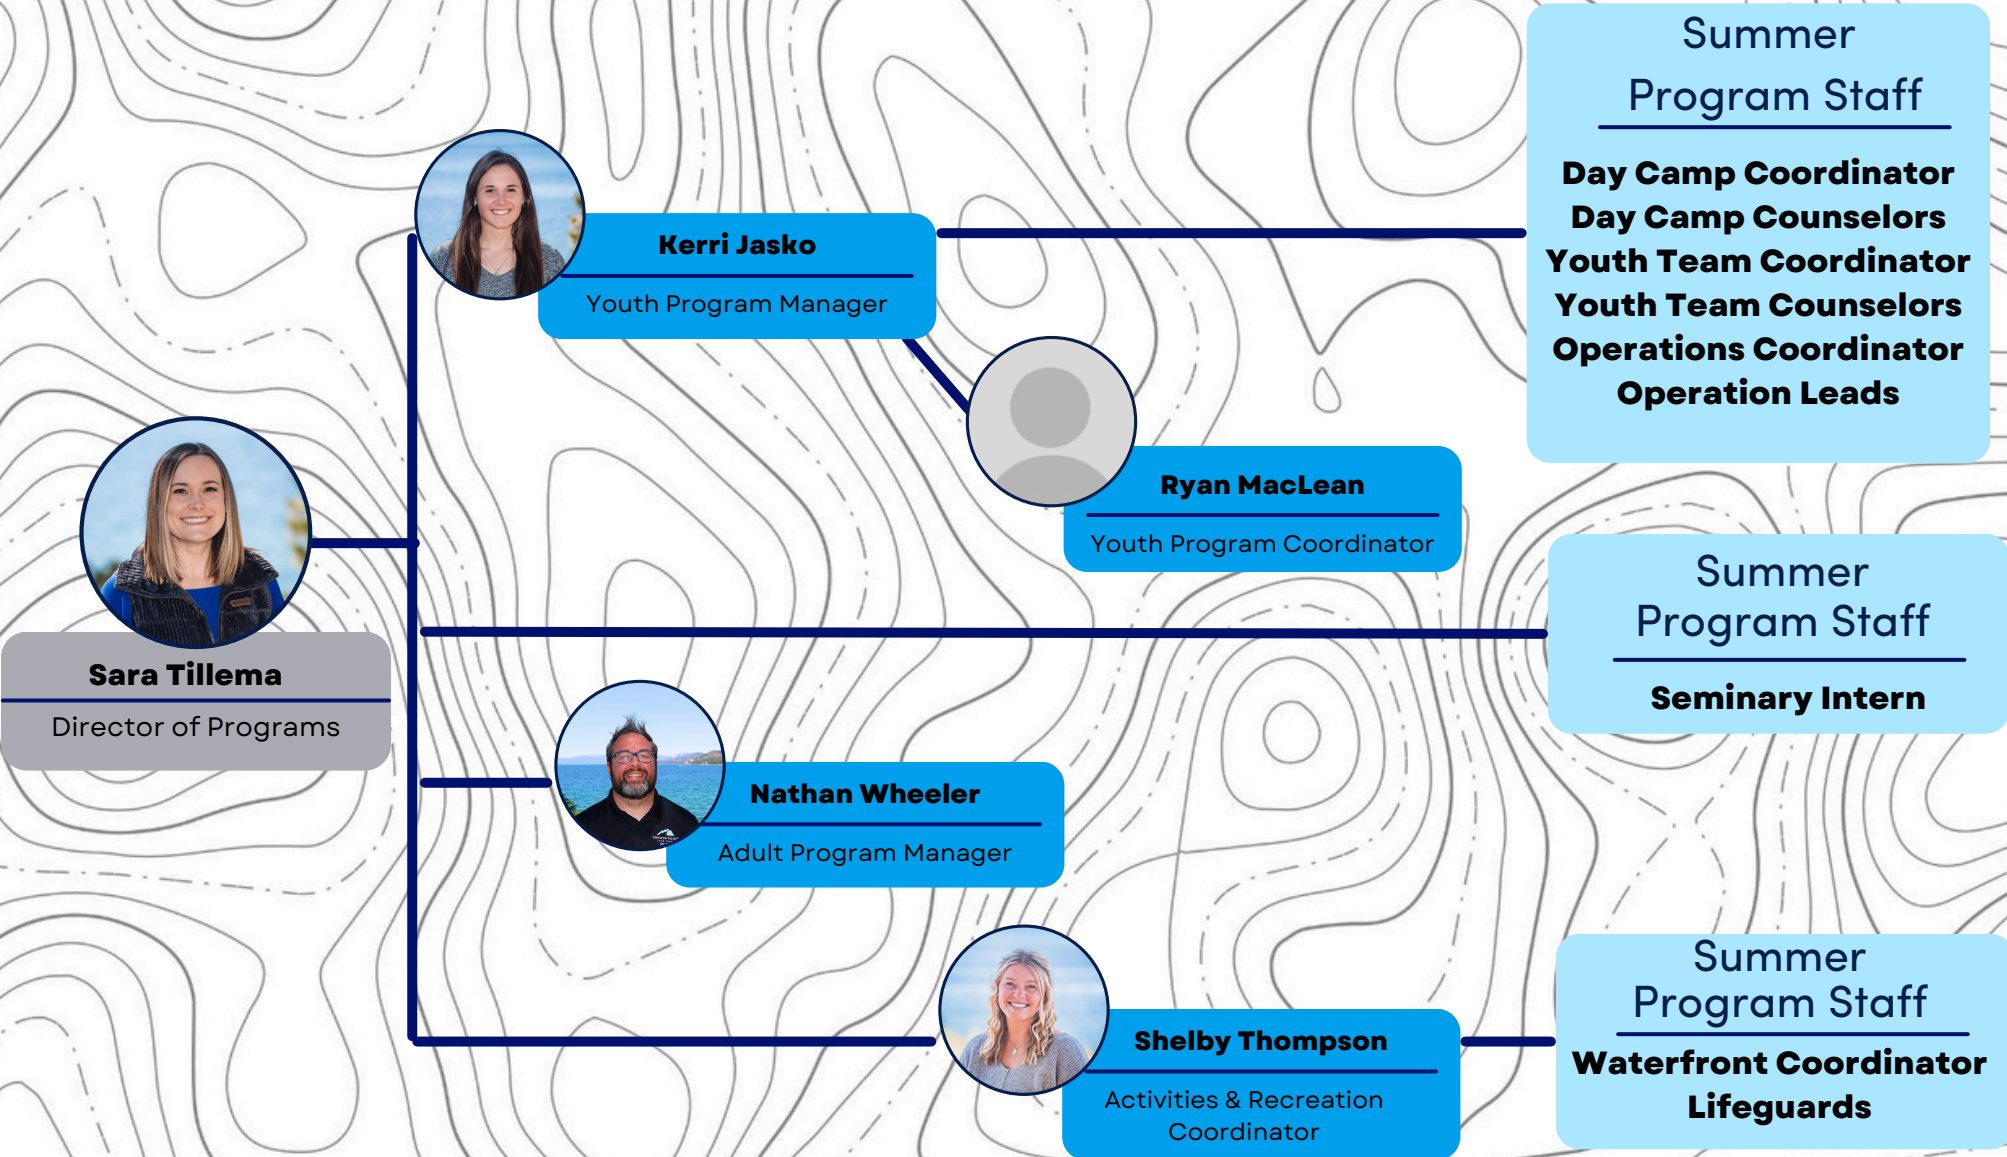 Summer
Program Staff
Day Camp Coordinator
Day Camp Counselors
Youth Team Coordinator
Youth Team Counselors
Operations Coordinator
Operation Leads
Kerri Jasko
Youth Program Manager
Ryan MacLean
Youth Program Coordinator
Summer
Program Staff
Seminary Intern
Sara Tillema
Director of Programs
Nathan Wheeler
Adult Program Manager
Shelby Thompson
Activities & Recreation
Coordinator
Summer
Program Staff
Waterfront Coordinator
Lifeguards